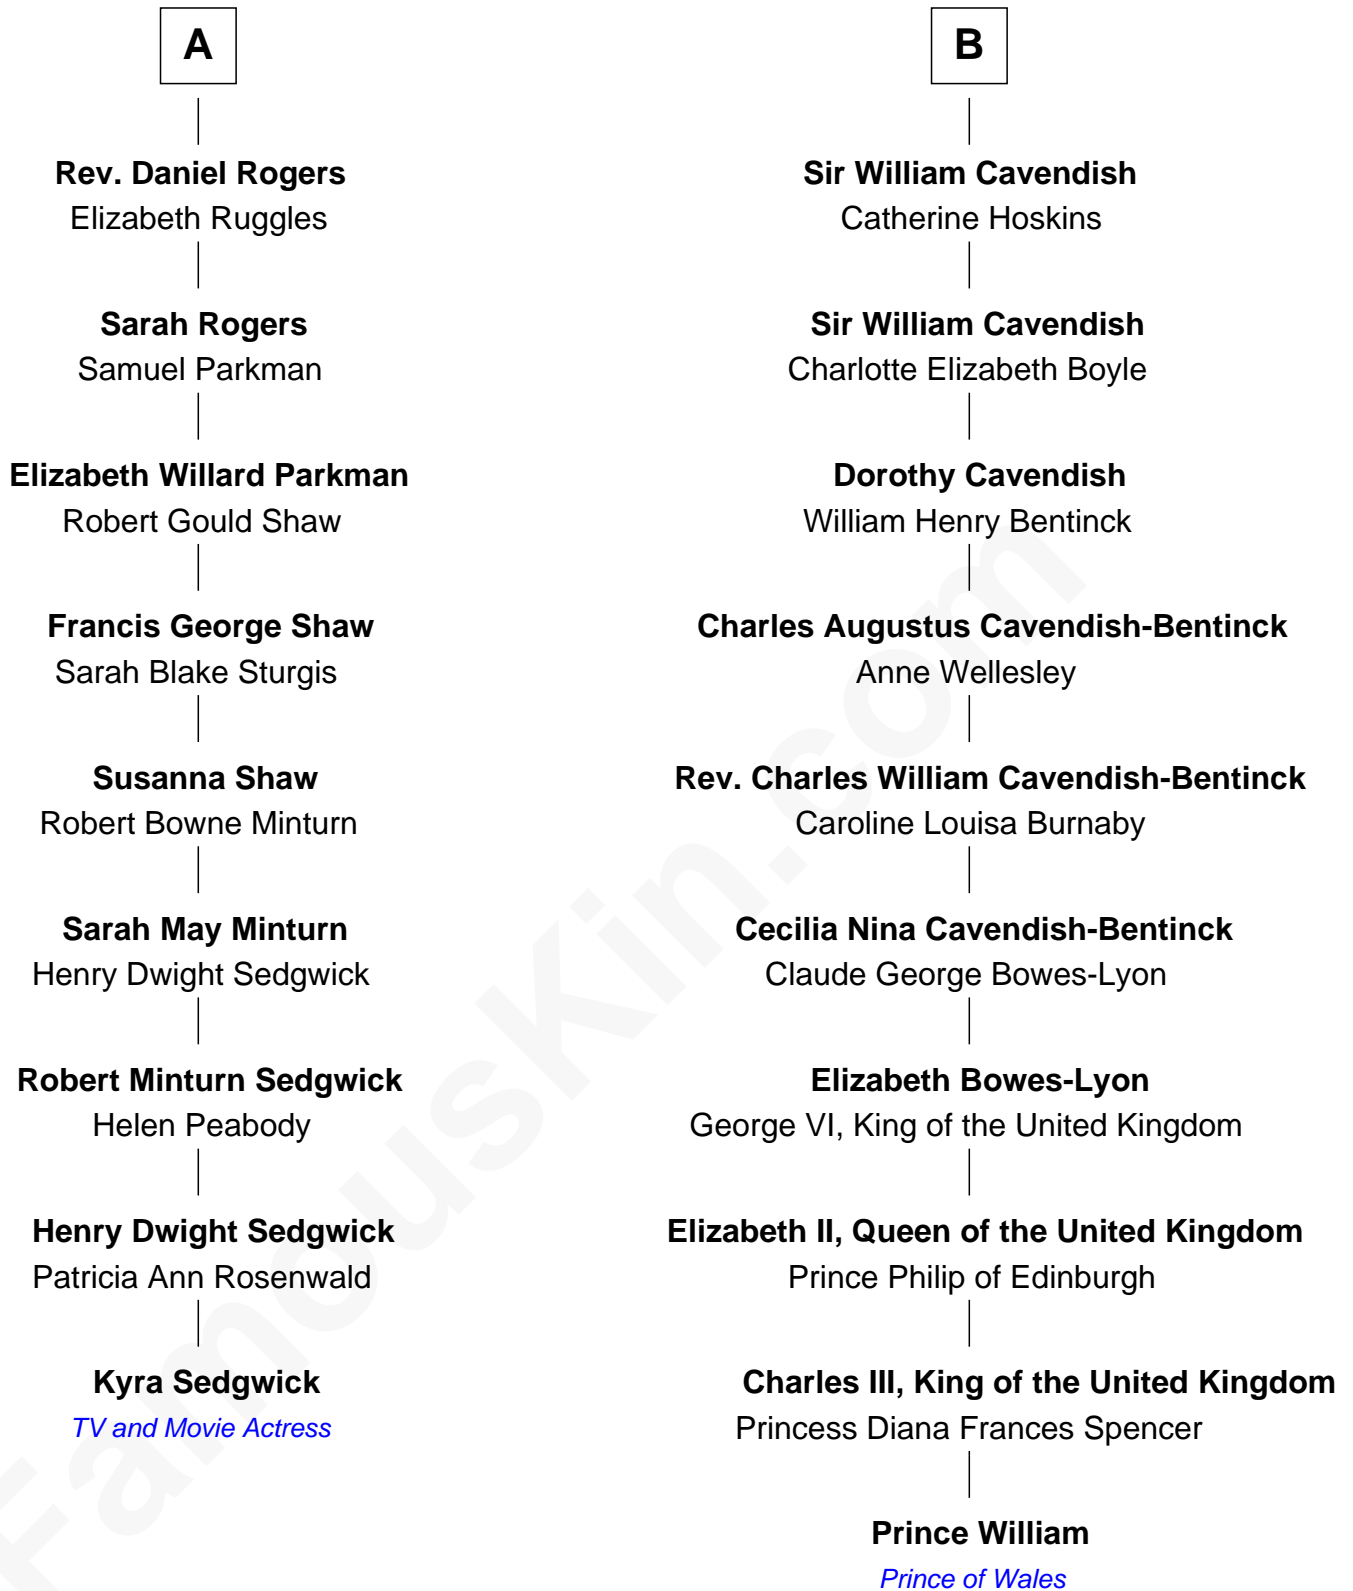 A
Rev. Daniel Rogers
Elizabeth Ruggles
Sarah Rogers
Samuel Parkman
Elizabeth Willard Parkman
Robert Gould Shaw
Francis George Shaw
Sarah Blake Sturgis
Susanna Shaw
Robert Bowne Minturn
Sarah May Minturn
Henry Dwight Sedgwick
Robert Minturn Sedgwick
Helen Peabody
Henry Dwight Sedgwick
Patricia Ann Rosenwald
Kyra Sedgwick
TV and Movie Actress
B
Sir William Cavendish
Catherine Hoskins
Sir William Cavendish
Charlotte Elizabeth Boyle
Dorothy Cavendish
William Henry Bentinck
Charles Augustus Cavendish-Bentinck
Anne Wellesley
Rev. Charles William Cavendish-Bentinck
Caroline Louisa Burnaby
Cecilia Nina Cavendish-Bentinck
Claude George Bowes-Lyon
Elizabeth Bowes-Lyon
George VI, King of the United Kingdom
Elizabeth II, Queen of the United Kingdom
Prince Philip of Edinburgh
Charles III, King of the United Kingdom
Princess Diana Frances Spencer
Prince William
Prince of Wales
FamousKin.com